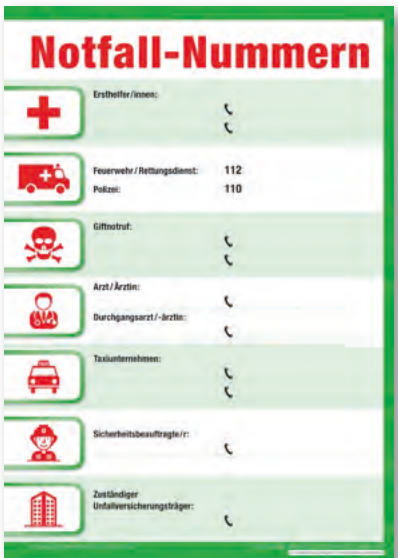 Notfall-Nummern
Ersthelfer/innen:
Feuerwehr/Rettungsdienst: 112
Polizei: 110
Giftnotruf:
Arzt/Ärztin:
Durchgangsarzt/-ärztin:
Taxiunternehmen:
Sicherheitsbeauftragte/r:
Zuständiger
Unfallversicherungsträger: